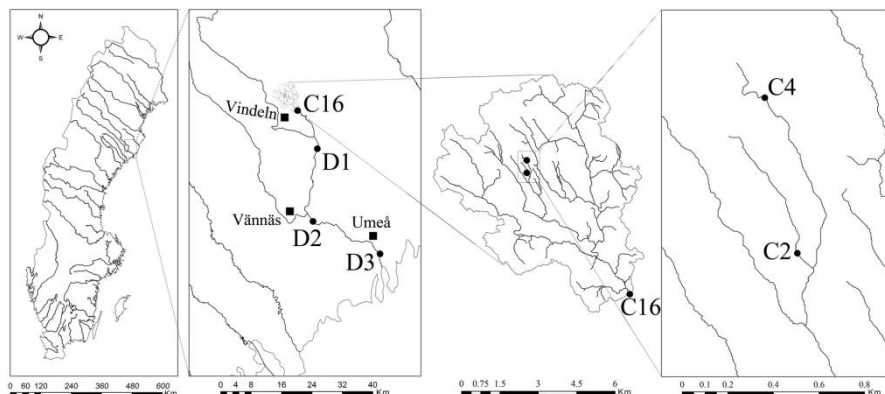 N
W E
S
0 60 120 240 360 480 600
Km
C16
Vindeln
D1
Vännäs
D2
Umeå
D3
0 4 8 16 24 32 40
Km
C16
0 0.75 1.5 3 4.5 6
Km
C4
C2
0 0.1 0.2 0.4 0.6 0.8
Km